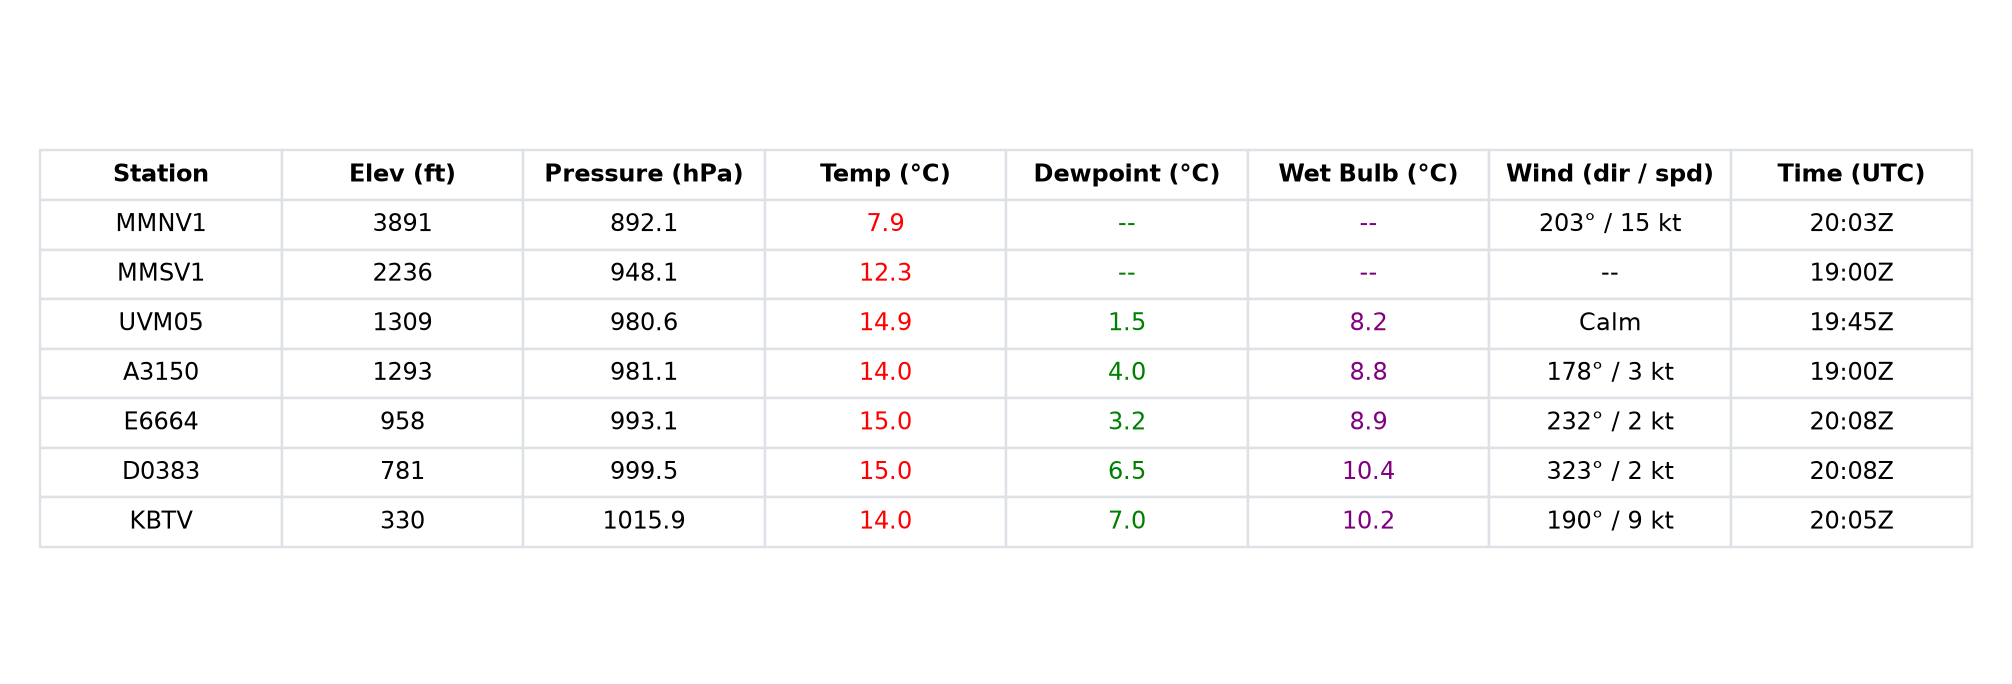 Station Elev (ft) Pressure (hPa) Temp (°C) Dewpoint (°C) Wet Bulb (°C) Wind (dir / spd) Time (UTC)
MMNV1 3891 892.1 7.9 -- -- 203° / 15 kt 20:03Z
MMSV1 2236 948.1 12.3 -- -- -- 19:00Z
UVM05 1309 980.6 14.9 1.5 8.2 Calm 19:45Z
A3150 1293 981.1 14.0 4.0 8.8 178° / 3 kt 19:00Z
E6664 958 993.1 15.0 3.2 8.9 232° / 2 kt 20:08Z
D0383 781 999.5 15.0 6.5 10.4 323° / 2 kt 20:08Z
KBTV 330 1015.9 14.0 7.0 10.2 190° / 9 kt 20:05Z